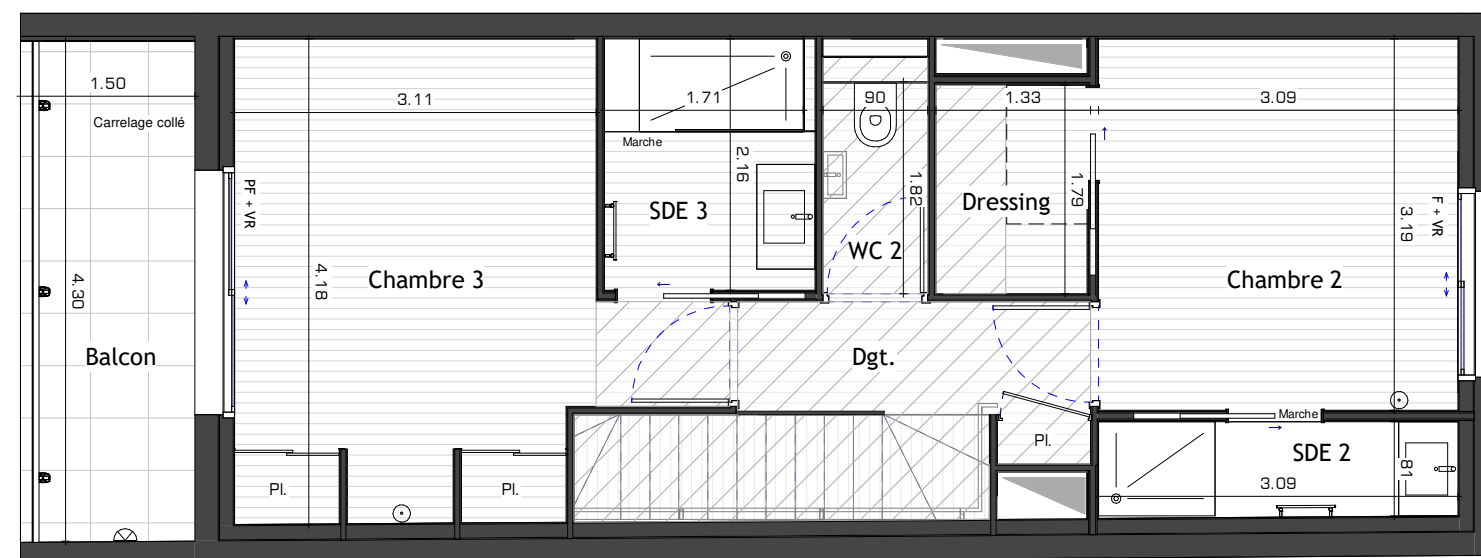 1.50
Carrelage collé
4.30
Balcon
PF + VR
3.11
4.18
Chambre 3
Pl.
Pl.
1.71
Marche
2.16
SDE 3
90
1.82
WC 2
1.33
1.79
Dressing
Dgt.
Pl.
3.09
3.19
F + VR
Chambre 2
Marche
SDE 2
3.09
81